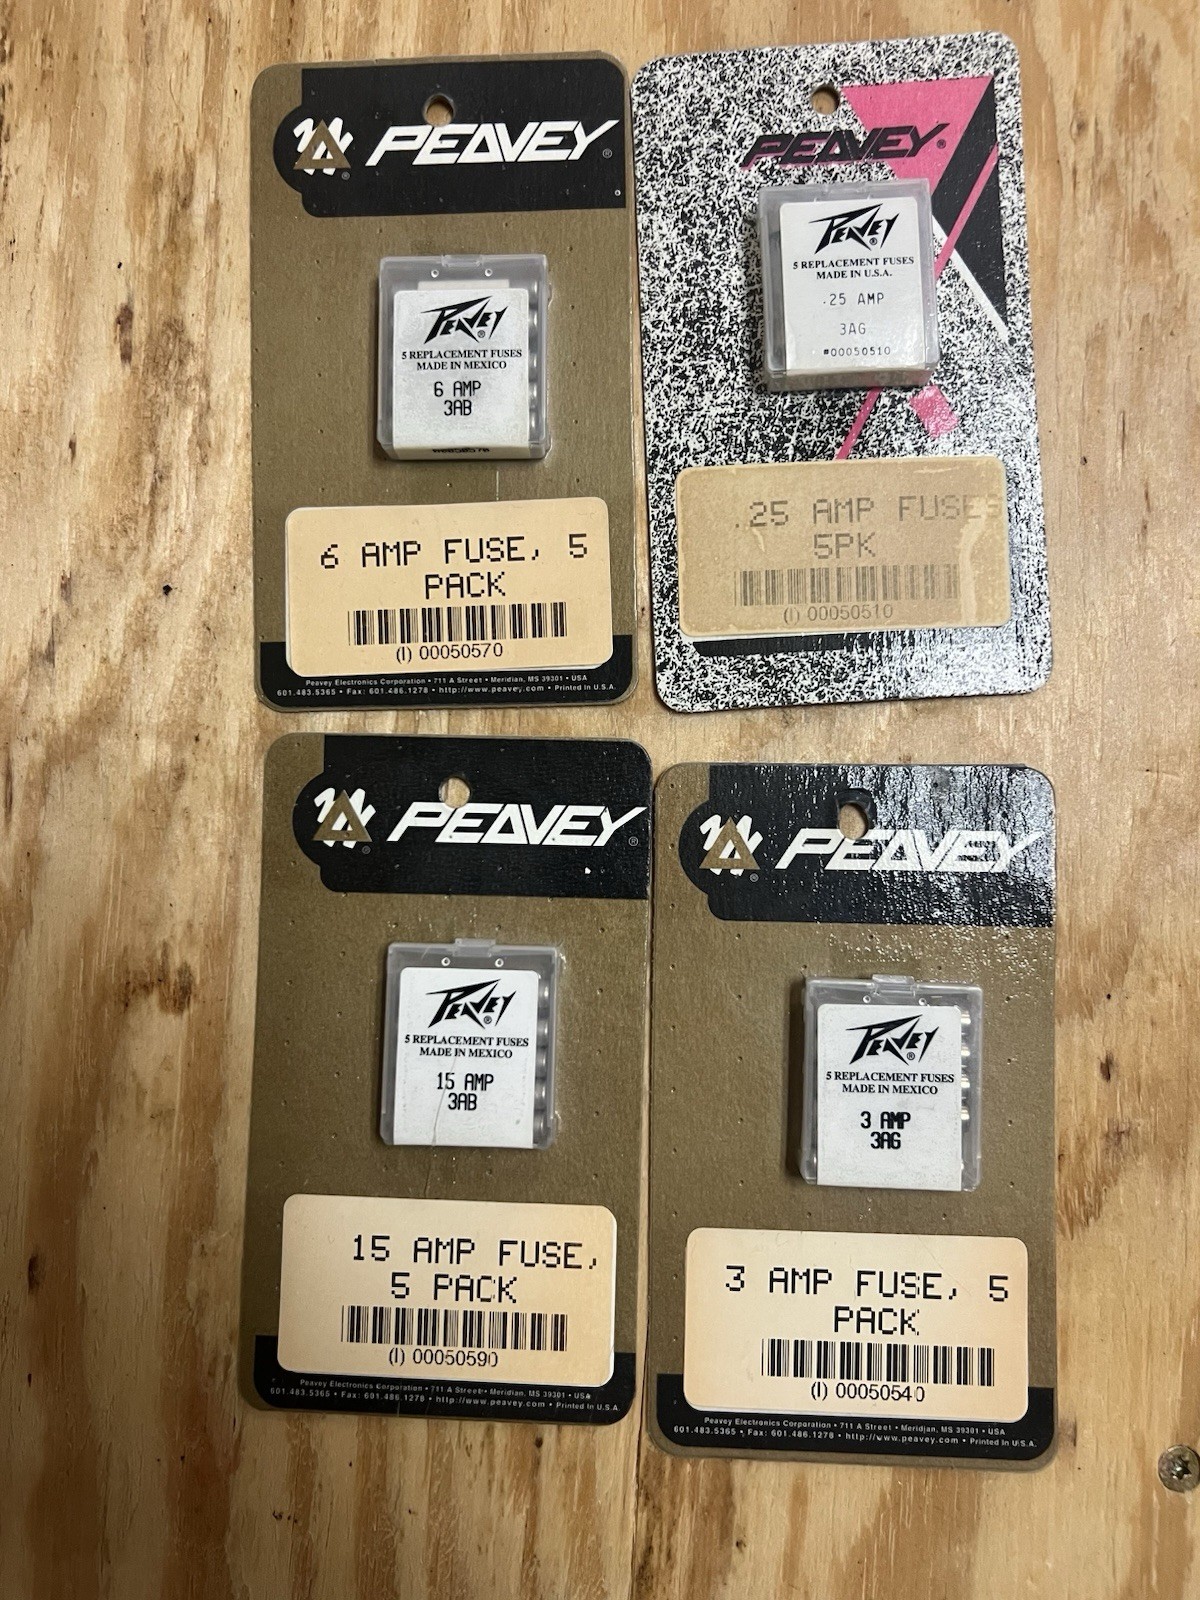 PEAVEY®
PEAVEY®
5 REPLACEMENT FUSES
MADE IN MEXICO
6 AMP
3AB
6 AMP FUSE, 5
PACK
(I) 00050570
Peavey Electronics Corporation • 711 A Street • Meridian, MS 39301 • USA
601.483.5365 • Fax: 601.486.1278 • http://www.peavey.com • Printed in U.S.A.
PEAVEY®
PEAVEY®
5 REPLACEMENT FUSES
MADE IN U.S.A.
.25 AMP
3AG
#00050510
.25 AMP FUSES
5PK
(I) 00050510
PEAVEY®
PEAVEY®
5 REPLACEMENT FUSES
MADE IN MEXICO
15 AMP
3AB
15 AMP FUSE,
5 PACK
(I) 00050590
Peavey Electronics Corporation • 711 A Street • Meridian, MS 39301 • USA
601.483.5365 • Fax: 601.486.1278 • http://www.peavey.com • Printed in U.S.A.
PEAVEY
PEAVEY®
5 REPLACEMENT FUSES
MADE IN MEXICO
3 AMP
3AG
3 AMP FUSE, 5
PACK
(I) 00050540
Peavey Electronics Corporation • 711 A Street • Meridian, MS 39301 • USA
601.483.5365 • Fax: 601.486.1278 • http://www.peavey.com • Printed in U.S.A.